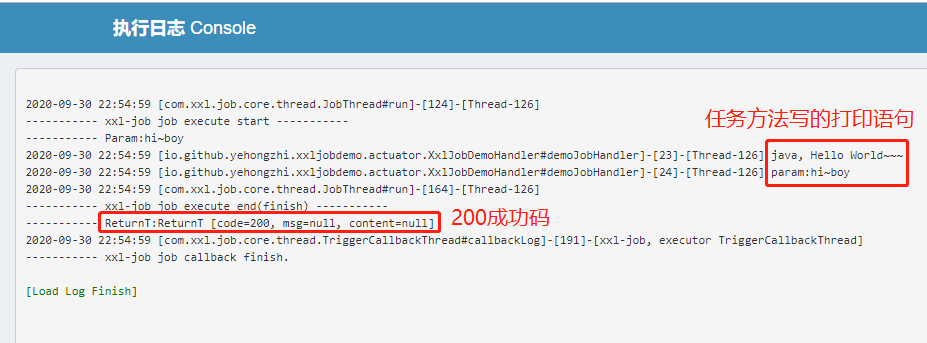 执行日志 Console
2020-09-30 22:54:59 [com.xxl.job.core.thread.JobThread#run]-[124]-[Thread-126]
----------- xxl-job job execute start -----------
----------- Param:hi~boy
任务方法写的打印语句
2020-09-30 22:54:59 [io.github.yehongzhi.xxljobdemo.actuator.XxlJobDemoHandler#demoJobHandler]-[23]-[Thread-126] java, Hello World~~~
2020-09-30 22:54:59 [io.github.yehongzhi.xxljobdemo.actuator.XxlJobDemoHandler#demoJobHandler]-[24]-[Thread-126] param:hi~boy
2020-09-30 22:54:59 [com.xxl.job.core.thread.JobThread#run]-[164]-[Thread-126]
----------- xxl-job job execute end(finish) -----------
----------- ReturnT:ReturnT [code=200, msg=null, content=null] 200成功码
2020-09-30 22:54:59 [com.xxl.job.core.thread.TriggerCallbackThread#callbackLog]-[191]-[xxl-job, executor TriggerCallbackThread]
----------- xxl-job job callback finish.
[Load Log Finish]